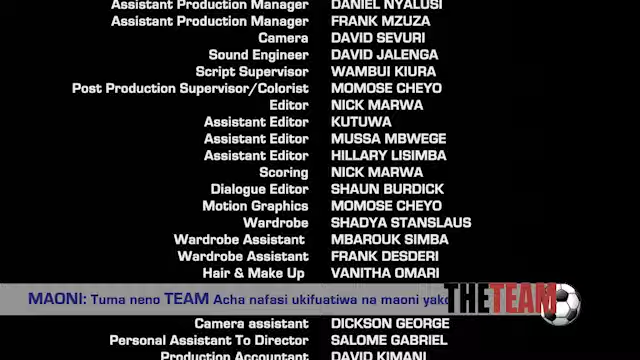 Assistant Production Manager DANIEL NYALUSI
Assistant Production Manager FRANK MZUZA
Camera DAVID SEVURI
Sound Engineer DAVID JALENGA
Script Supervisor WAMBUI KIURA
Post Production Supervisor/Colorist MOMOSE CHEYO
Editor NICK MARWA
Assistant Editor KUTUWA
Assistant Editor MUSSA MBWEGE
Assistant Editor HILLARY LISIMBA
Scoring NICK MARWA
Dialogue Editor SHAUN BURDICK
Motion Graphics MOMOSE CHEYO
Wardrobe SHADYA STANSLAUS
Wardrobe Assistant MBAROUK SIMBA
Wardrobe Assistant FRANK DESDERI
Hair & Make Up VANITHA OMARI
MAONI: Tuma neno TEAM Acha nafasi ukifuatiwa na maoni yako
THETEAM
Camera assistant DICKSON GEORGE
Personal Assistant To Director SALOME GABRIEL
Production Accountant DAVID KIMANI